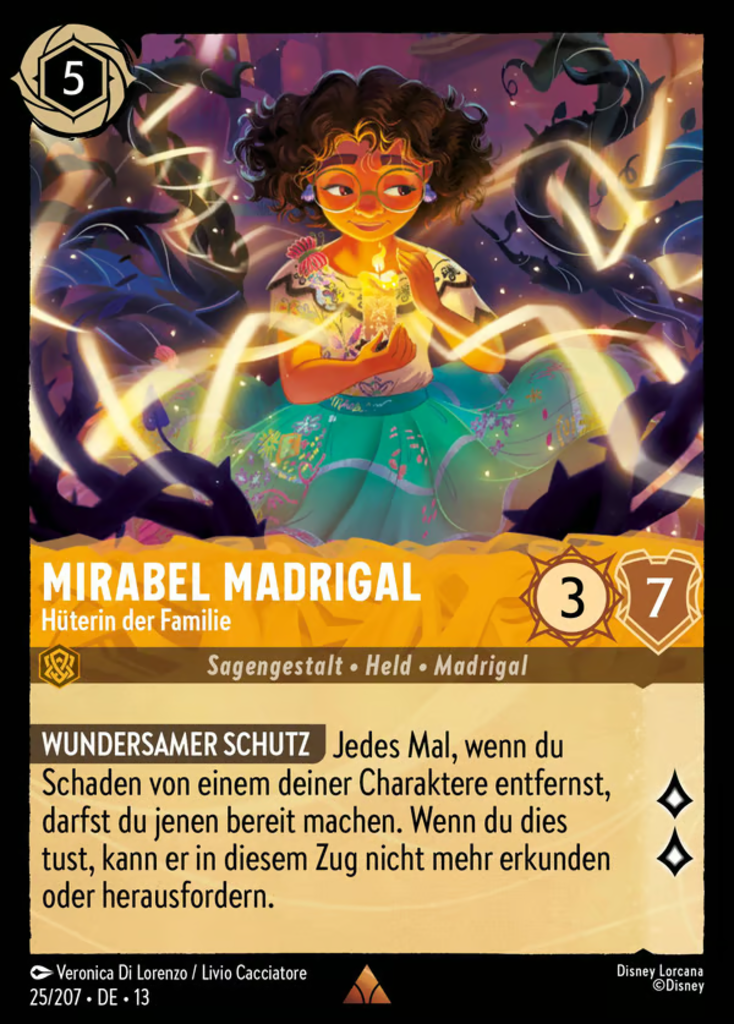 5
MIRABEL MADRIGAL
Hüterin der Familie
3
7
Sagengestalt • Held • Madrigal
WUNDERSAMER SCHUTZ Jedes Mal, wenn du
Schaden von einem deiner Charaktere entfernst,
darfst du jenen bereit machen. Wenn du dies
tust, kann er in diesem Zug nicht mehr erkunden
oder herausfordern.
Veronica Di Lorenzo / Livio Cacciatore
25/207 • DE • 13
Disney Lorcana
©Disney